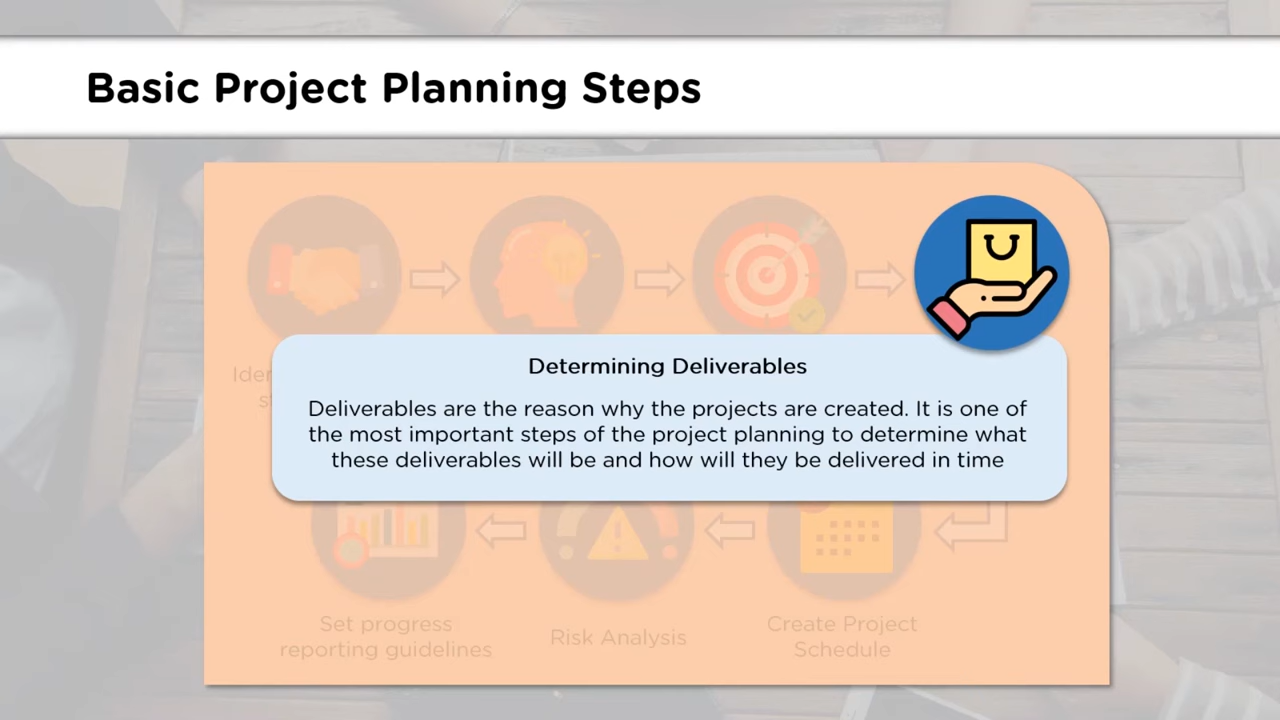 Basic Project Planning Steps
Determining Deliverables
Deliverables are the reason why the projects are created. It is one of
the most important steps of the project planning to determine what
these deliverables will be and how will they be delivered in time
Set progress
reporting guidelines
Risk Analysis
Create Project
Schedule